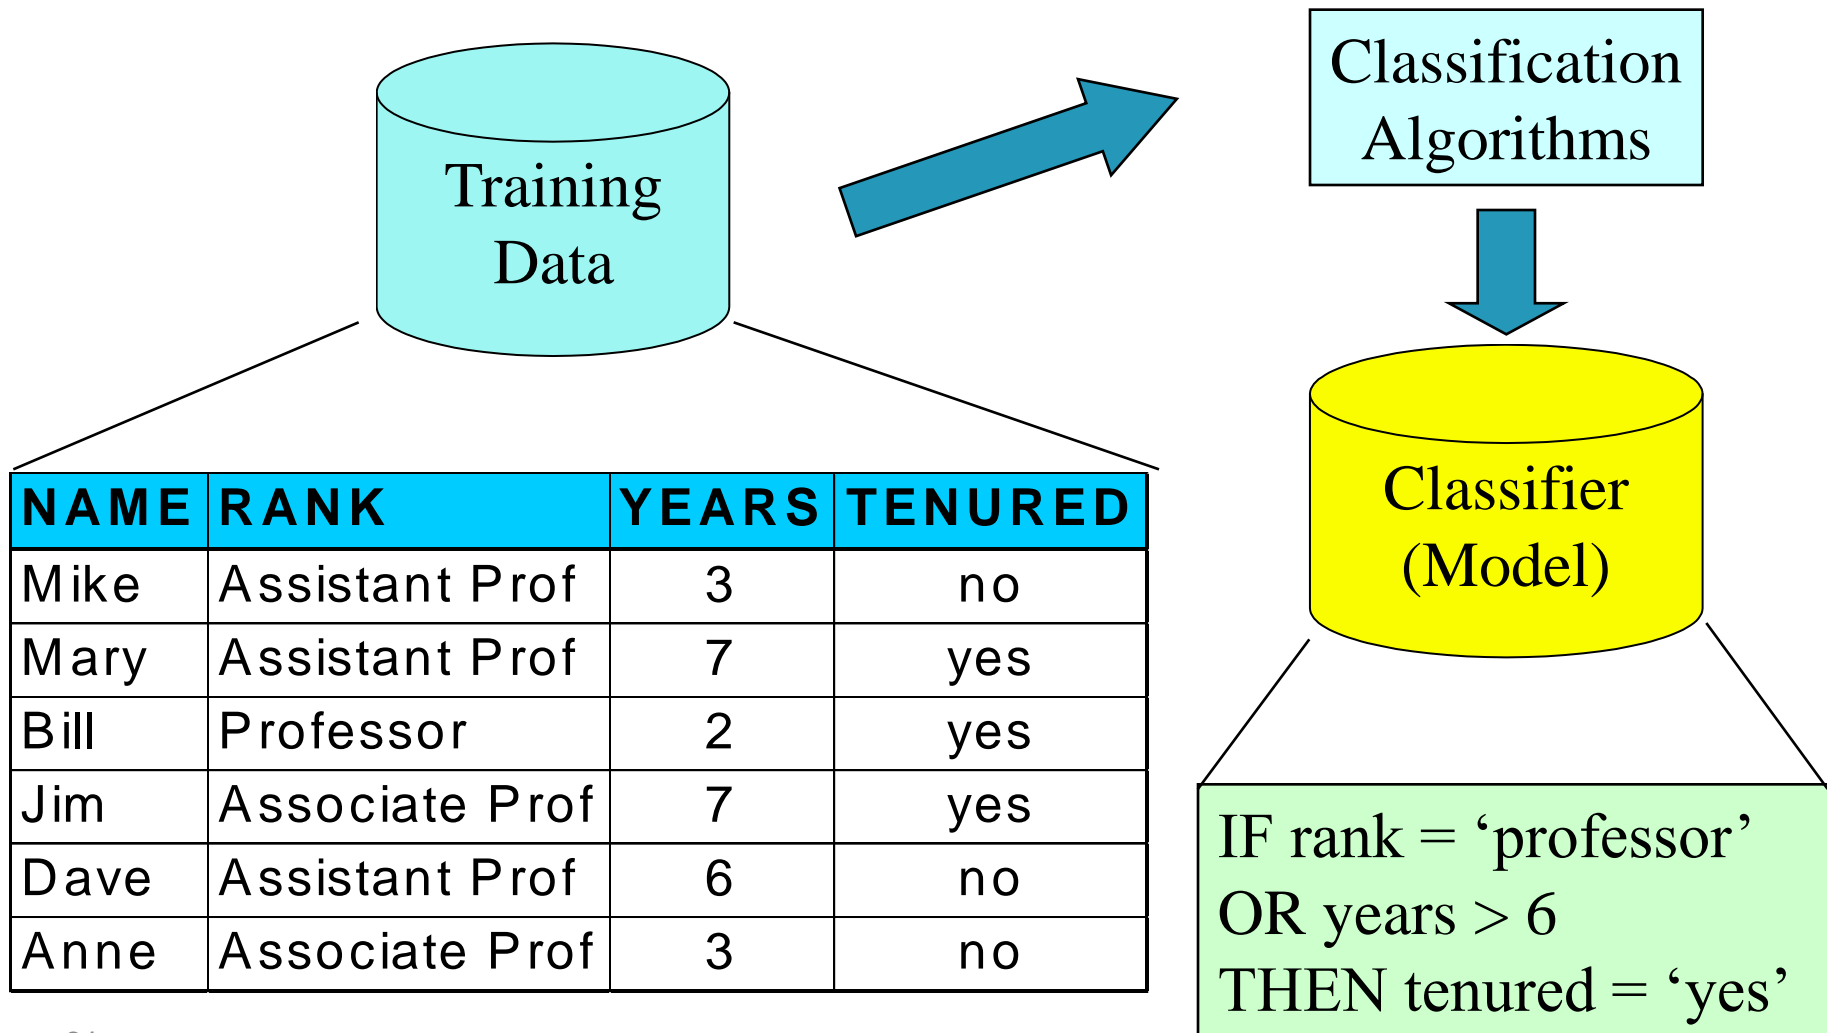 Training
Data
Classification
Algorithms
NAME RANK YEARS TENURED
Mike Assistant Prof 3 no
Mary Assistant Prof 7 yes
Bill Professor 2 yes
Jim Associate Prof 7 yes
Dave Assistant Prof 6 no
Anne Associate Prof 3 no
Classifier
(Model)
IF rank = ‘professor’
OR years > 6
THEN tenured = ‘yes’